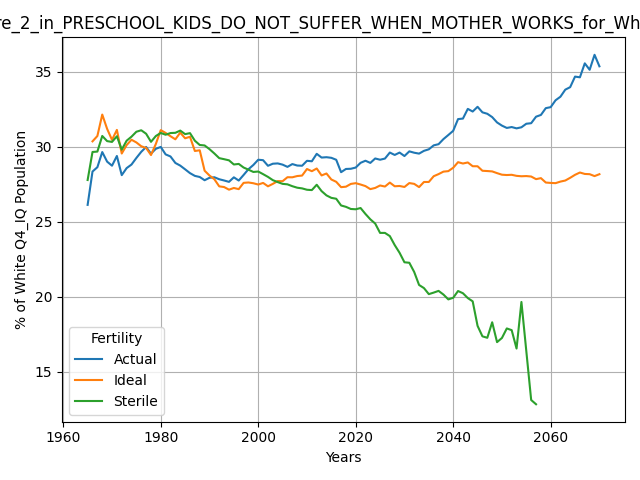 re_2_in_PRESCHOOL_KIDS_DO_NOT_SUFFER_WHEN_MOTHER_WORKS_for_Wh
35
30
25
20
15
% of White Q4_IQ Population
Fertility
Actual
Ideal
Sterile
1960 1980 2000 2020 2040 2060
Years